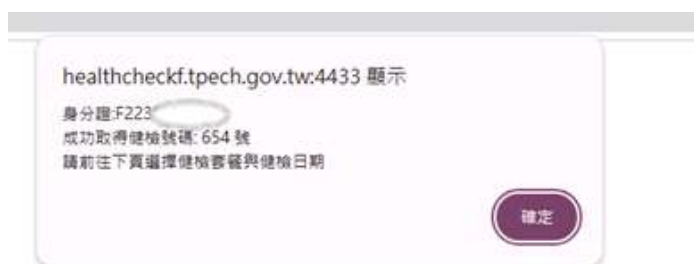 healthcheckf.tpech.gov.tw:4433 顯示
身分證:F223
成功取得健檢號碼: 654 號
請前往下頁選擇健檢套餐與健檢日期
確定